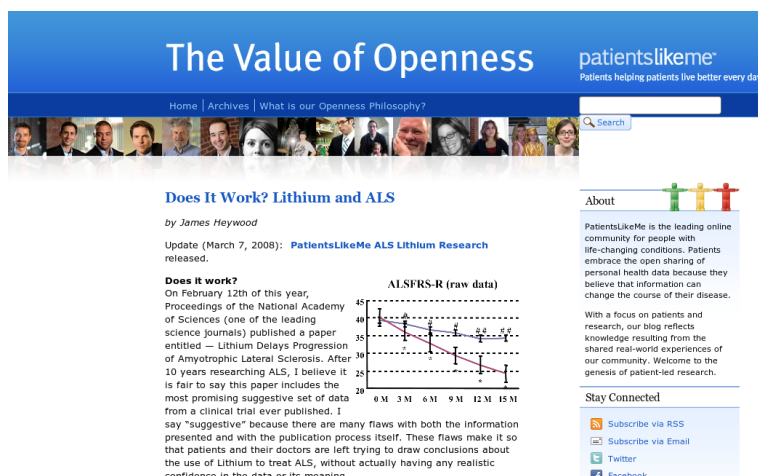 The Value of Openness
patientslikeme™
Patients helping patients live better every da
Home | Archives | What is our Openness Philosophy?
Search
Does It Work? Lithium and ALS
by James Heywood
Update (March 7, 2008): PatientsLikeMe ALS Lithium Research
released.
Does it work?
On February 12th of this year,
Proceedings of the National Academy
of Sciences (one of the leading
science journals) published a paper
entitled — Lithium Delays Progression
of Amyotrophic Lateral Sclerosis. After
10 years researching ALS, I believe it
is fair to say this paper includes the
most promising suggestive set of data
from a clinical trial ever published. I
say “suggestive” because there are many flaws with both the information
presented and with the publication process itself. These flaws make it so
that patients and their doctors are left trying to draw conclusions about
the use of Lithium to treat ALS, without actually having any realistic
confidence in the data or its meaning.
ALSFRS-R (raw data)
45
40
35
30
25
20
0 M 3 M 6 M 9 M 12 M 15 M
# # # ## ##
* * * * *
About
PatientsLikeMe is the leading online
community for people with
life-changing conditions. Patients
embrace the open sharing of
personal health data because they
believe that information can
change the course of their disease.
With a focus on patients and
research, our blog reflects
knowledge resulting from the
shared real-world experiences of
our community. Welcome to the
genesis of patient-led research.
Stay Connected
Subscribe via RSS
Subscribe via Email
Twitter
Facebook